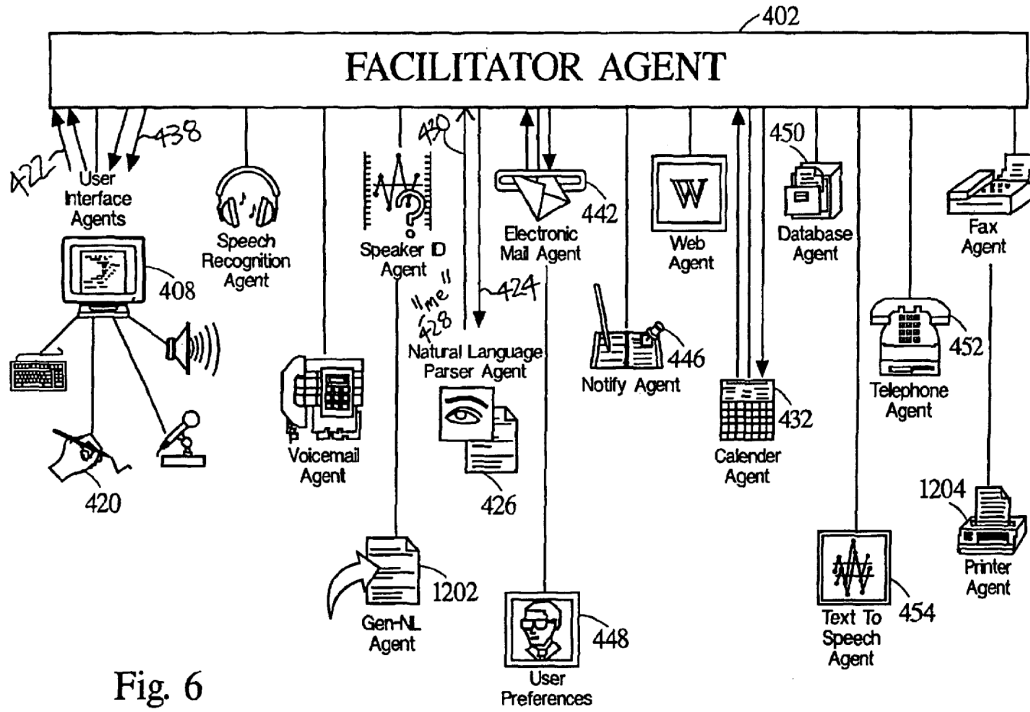 402
FACILITATOR AGENT
422
438
User
Interface
Agents
408
420
Speech
Recognition
Agent
Voicemail
Agent
Speaker ID
Agent
1202
Gen-NL
Agent
430
424
"me"
428
Natural Language
Parser Agent
426
442
Electronic
Mail Agent
448
User
Preferences
446
Notify Agent
W
Web
Agent
432
Calender
Agent
450
Database
Agent
454
Text To
Speech
Agent
452
Telephone
Agent
Fax
Agent
1204
Printer
Agent
Fig. 6